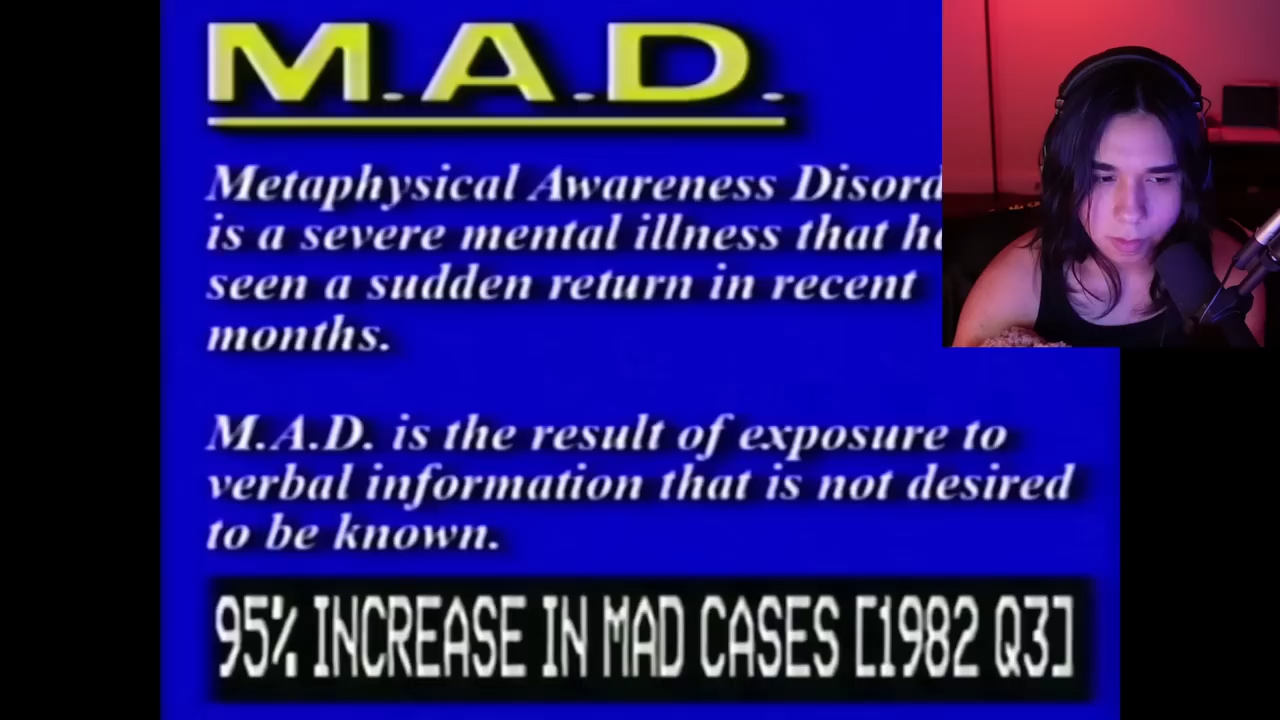 M.A.D.
Metaphysical Awareness Disord
is a severe mental illness that h
seen a sudden return in recent
months.
M.A.D. is the result of exposure to
verbal information that is not desired
to be known.
95% INCREASE IN MAD CASES [1982 Q3]